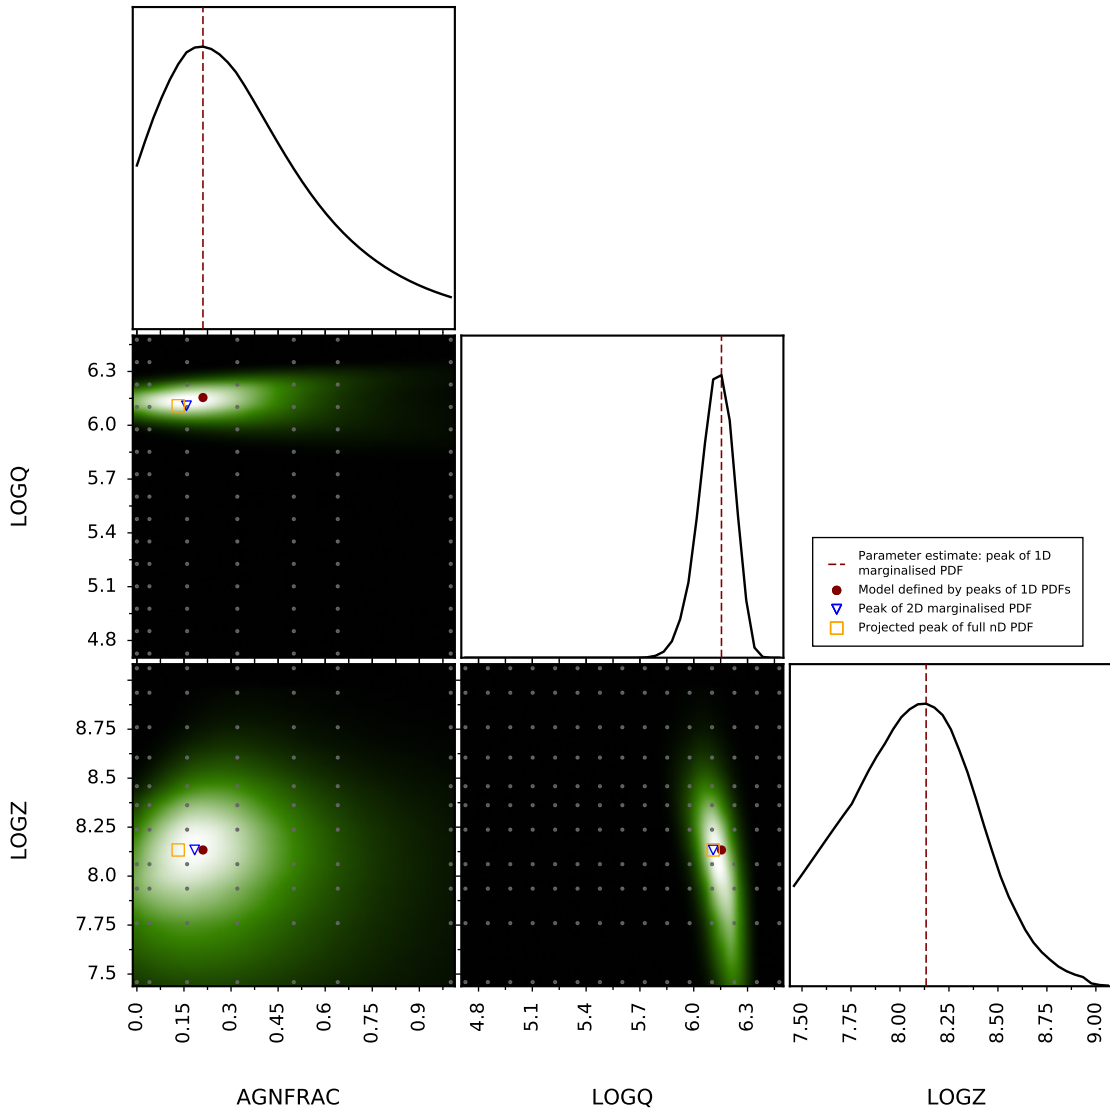 LOGQ
6.3
6.0
5.7
5.4
5.1
4.8
Parameter estimate: peak of 1D
marginalised PDF
Model defined by peaks of 1D PDFs
Peak of 2D marginalised PDF
Projected peak of full nD PDF
LOGZ
8.75
8.5
8.25
8.0
7.75
7.5
0.0 0.15 0.3 0.45 0.6 0.75 0.9
4.8 5.1 5.4 5.7 6.0 6.3
7.50 7.75 8.00 8.25 8.50 8.75 9.00
AGNFRAC
LOGQ
LOGZ